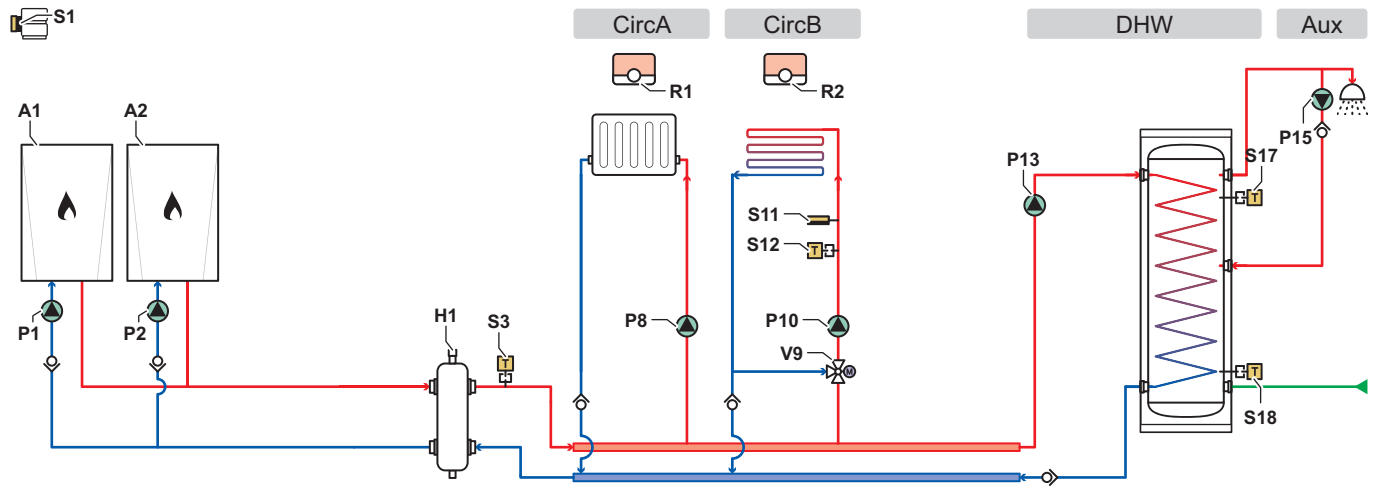 S1
CircA
CircB
DHW
Aux
R1
R2
A1
A2
P15
P13
S17
T
S11
S12
T
P1
P2
H1
S3
T
P8
P10
V9
M
T
S18